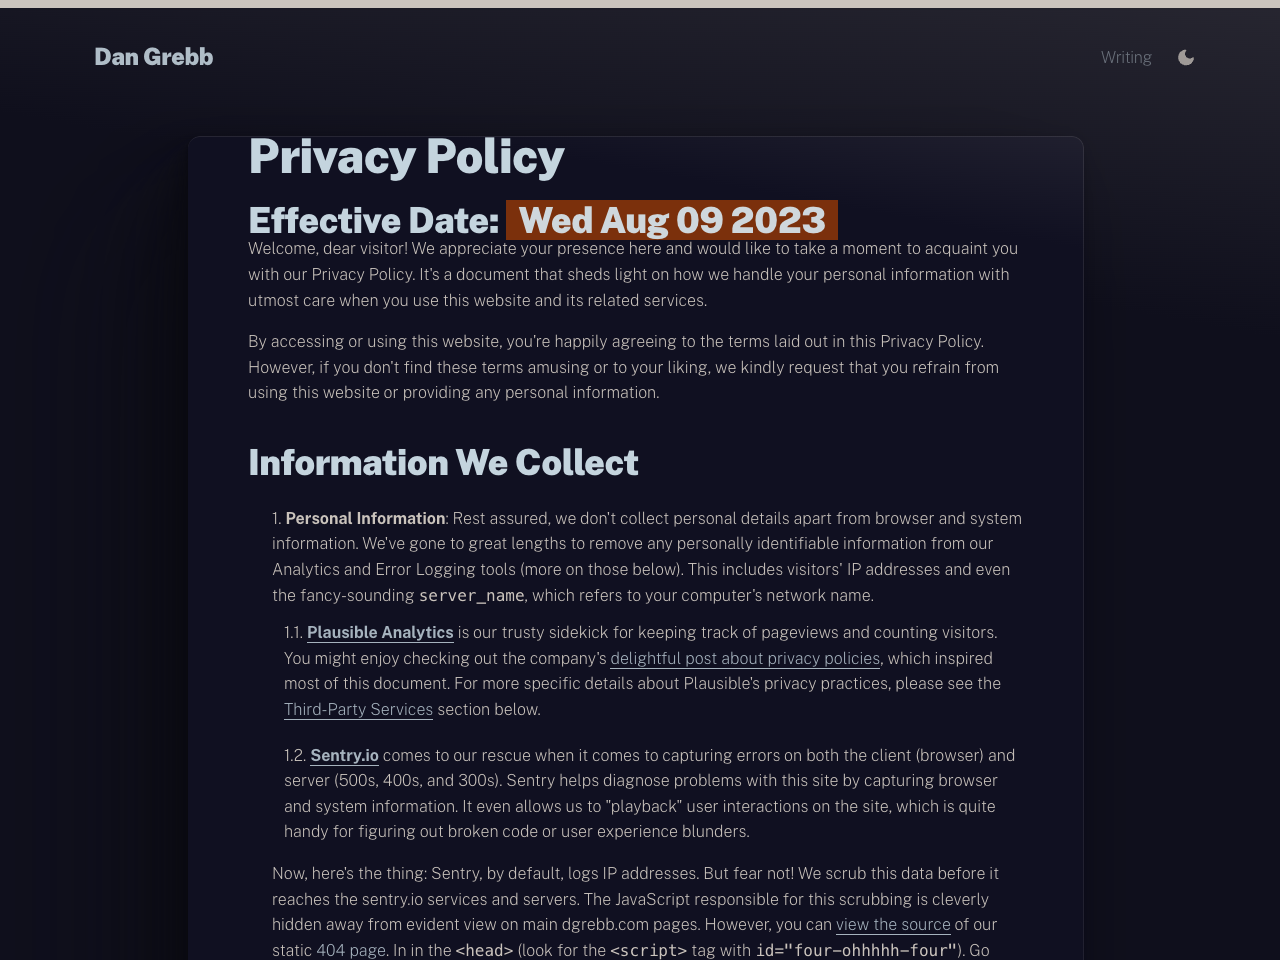 Dan Grebb
Writing
Privacy Policy
Effective Date: Wed Aug 09 2023
Welcome, dear visitor! We appreciate your presence here and would like to take a moment to acquaint you
with our Privacy Policy. It's a document that sheds light on how we handle your personal information with
utmost care when you use this website and its related services.
By accessing or using this website, you're happily agreeing to the terms laid out in this Privacy Policy.
However, if you don't find these terms amusing or to your liking, we kindly request that you refrain from
using this website or providing any personal information.
Information We Collect
1. Personal Information: Rest assured, we don't collect personal details apart from browser and system
information. We've gone to great lengths to remove any personally identifiable information from our
Analytics and Error Logging tools (more on those below). This includes visitors' IP addresses and even
the fancy-sounding server_name, which refers to your computer's network name.
1.1. Plausible Analytics is our trusty sidekick for keeping track of pageviews and counting visitors.
You might enjoy checking out the company's delightful post about privacy policies, which inspired
most of this document. For more specific details about Plausible's privacy practices, please see the
Third-Party Services section below.
1.2. Sentry.io comes to our rescue when it comes to capturing errors on both the client (browser) and
server (500s, 400s, and 300s). Sentry helps diagnose problems with this site by capturing browser
and system information. It even allows us to "playback" user interactions on the site, which is quite
handy for figuring out broken code or user experience blunders.
Now, here's the thing: Sentry, by default, logs IP addresses. But fear not! We scrub this data before it
reaches the sentry.io services and servers. The JavaScript responsible for this scrubbing is cleverly
hidden away from evident view on main dgrebb.com pages. However, you can view the source of our
static 404 page. In in the <head> (look for the <script> tag with id="four-ohhhhh-four"). Go